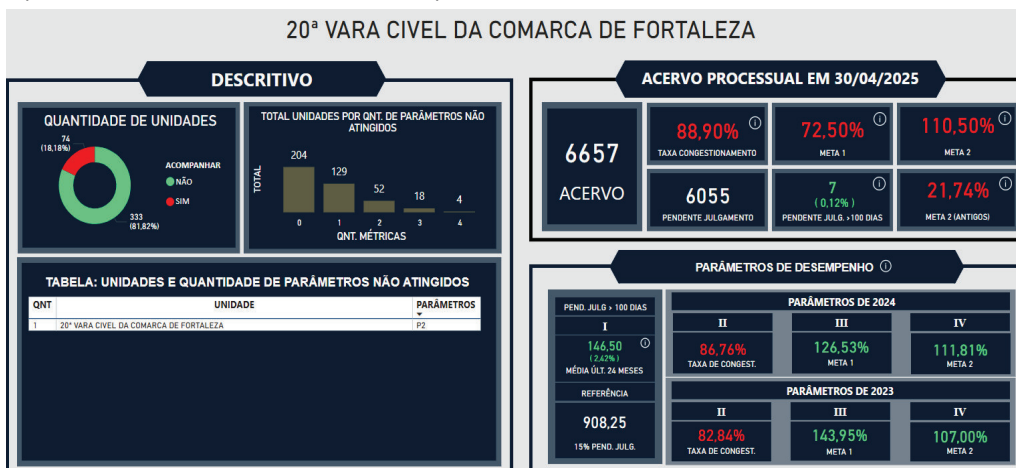 20ª VARA CIVEL DA COMARCA DE FORTALEZA
DESCRITIVO
QUANTIDADE DE UNIDADES
74
(18,18%)
ACOMPANHAR
NÃO
SIM
333
(81,82%)
TOTAL UNIDADES POR QNT. DE PARÂMETROS NÃO
ATINGIDOS
TOTAL
204
129
52
18
4
0 1 2 3 4
QNT. MÉTRICAS
TABELA: UNIDADES E QUANTIDADE DE PARÂMETROS NÃO ATINGIDOS
QNT UNIDADE PARÂMETROS
1 20ª VARA CIVEL DA COMARCA DE FORTALEZA P2
ACERVO PROCESSUAL EM 30/04/2025
6657
ACERVO
88,90%
TAXA CONGESTIONAMENTO
72,50%
META 1
110,50%
META 2
6055
PENDENTE JULGAMENTO
7
( 0,12% )
PENDENTE JULG. >100 DIAS
21,74%
META 2 (ANTIGOS)
PARÂMETROS DE DESEMPENHO
PEND. JULG > 100 DIAS
I
146,50
( 2,42% )
MÉDIA ÚLT. 24 MESES
REFERÊNCIA
908,25
15% PEND. JULG.
PARÂMETROS DE 2024
II III IV
86,76% 126,53% 111,81%
TAXA DE CONGEST. META 1 META 2
PARÂMETROS DE 2023
II III IV
82,84% 143,95% 107,00%
TAXA DE CONGEST. META 1 META 2